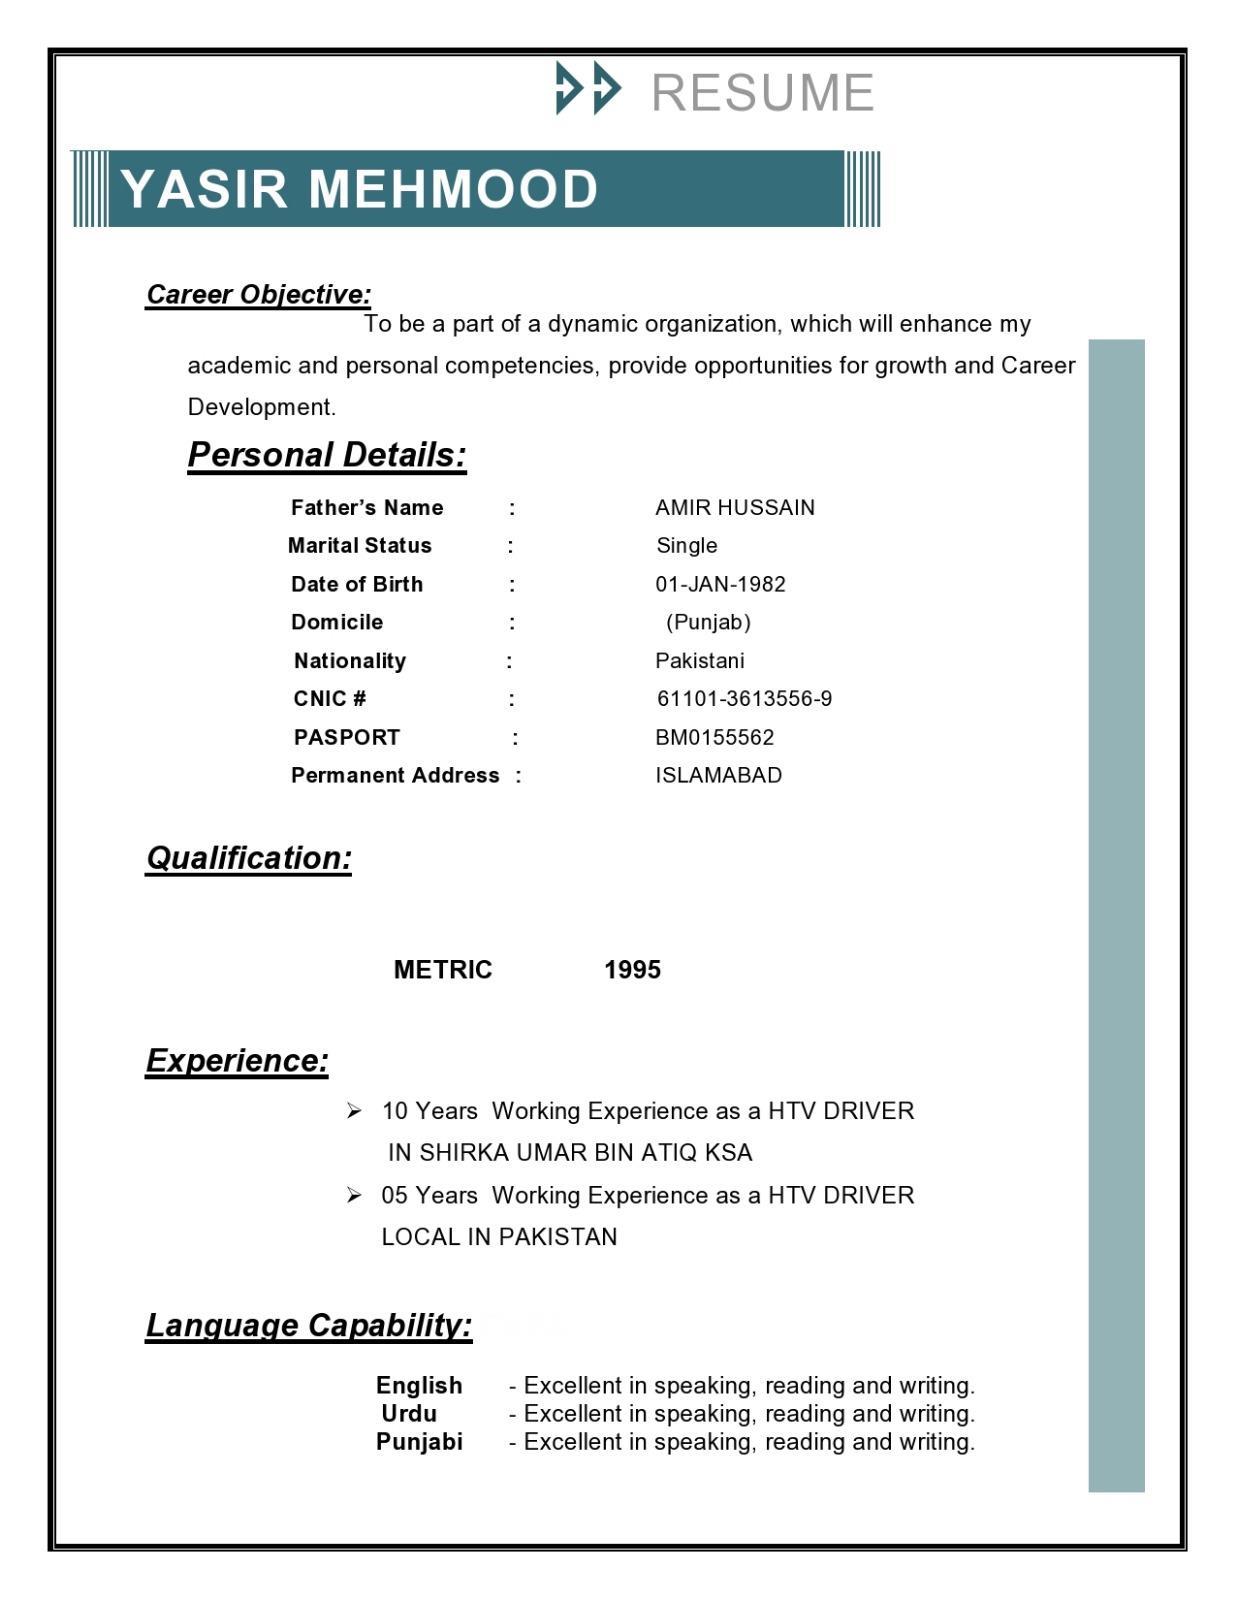 RESUME
YASIR MEHMOOD
Career Objective:
To be a part of a dynamic organization, which will enhance my
academic and personal competencies, provide opportunities for growth and Career
Development.
Personal Details:
Father’s Name : AMIR HUSSAIN
Marital Status : Single
Date of Birth : 01-JAN-1982
Domicile : (Punjab)
Nationality : Pakistani
CNIC # : 61101-3613556-9
PASPORT : BM0155562
Permanent Address : ISLAMABAD
Qualification:
METRIC 1995
Experience:
➢ 10 Years Working Experience as a HTV DRIVER
IN SHIRKA UMAR BIN ATIQ KSA
➢ 05 Years Working Experience as a HTV DRIVER
LOCAL IN PAKISTAN
Language Capability:
English - Excellent in speaking, reading and writing.
Urdu - Excellent in speaking, reading and writing.
Punjabi - Excellent in speaking, reading and writing.